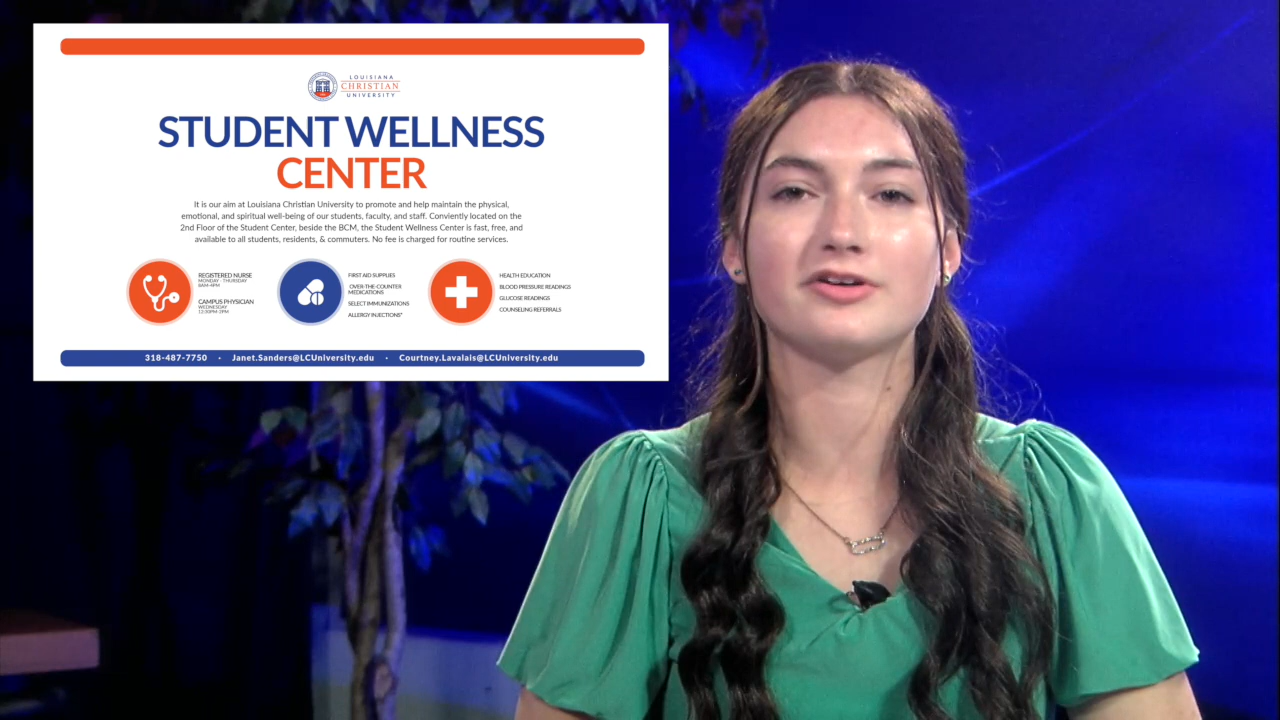 LOUISIANA
CHRISTIAN
UNIVERSITY
STUDENT WELLNESS
CENTER
It is our aim at Louisiana Christian University to promote and help maintain the physical,
emotional, and spiritual well-being of our students, faculty, and staff. Conviently located on the
2nd Floor of the Student Center, beside the BCM, the Student Wellness Center is fast, free, and
available to all students, residents, & commuters. No fee is charged for routine services.
REGISTERED NURSE
MONDAY - THURSDAY
8AM-4PM
CAMPUS PHYSICIAN
WEDNESDAY
FIRST AID SUPPLIES
OVER-THE-COUNTER
MEDICATIONS
SELECT IMMUNIZATIONS
ALLERGY INJECTIONS*
HEALTH EDUCATION
BLOOD PRESSURE READINGS
GLUCOSE READINGS
COUNSELING REFERRALS
318-487-7750 · Janet.Sanders@LCUniversity.edu · Courtney.Lavalais@LCUniversity.edu